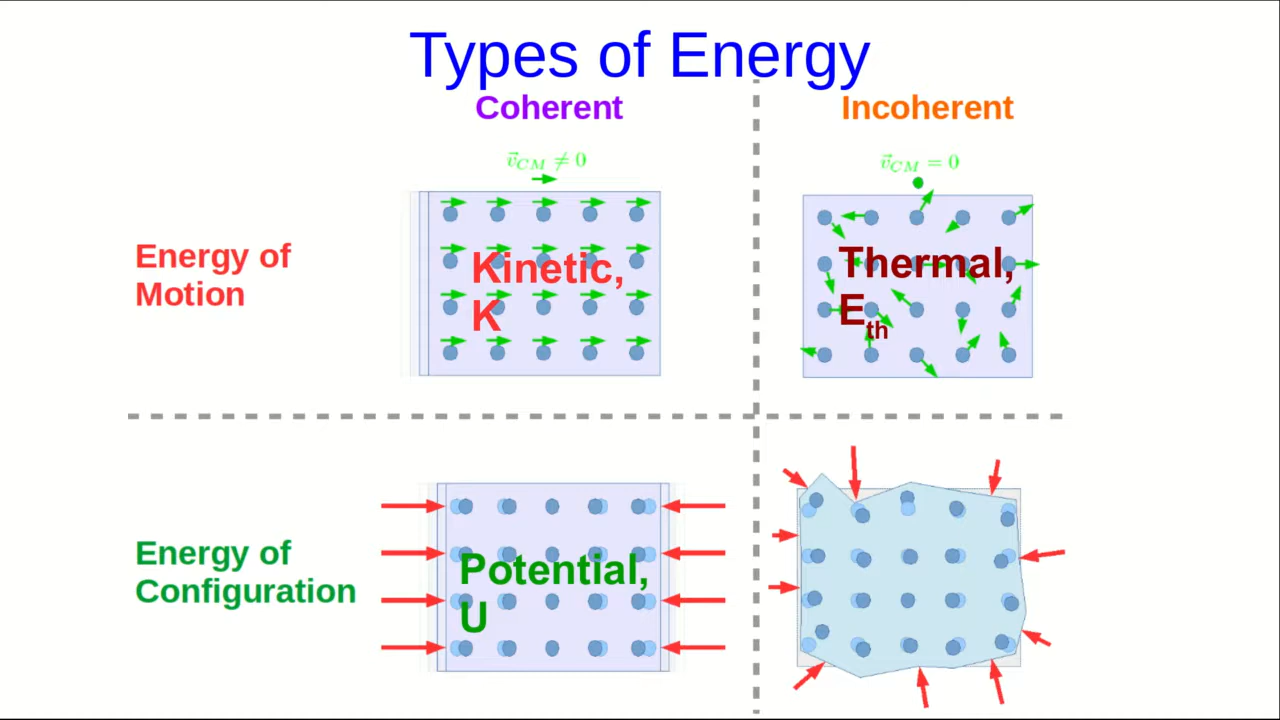 Types of Energy
Coherent
Incoherent
v⃗CM ≠ 0
v⃗CM = 0
Energy of
Motion
Kinetic,
K
Thermal,
Eth
Energy of
Configuration
Potential,
U